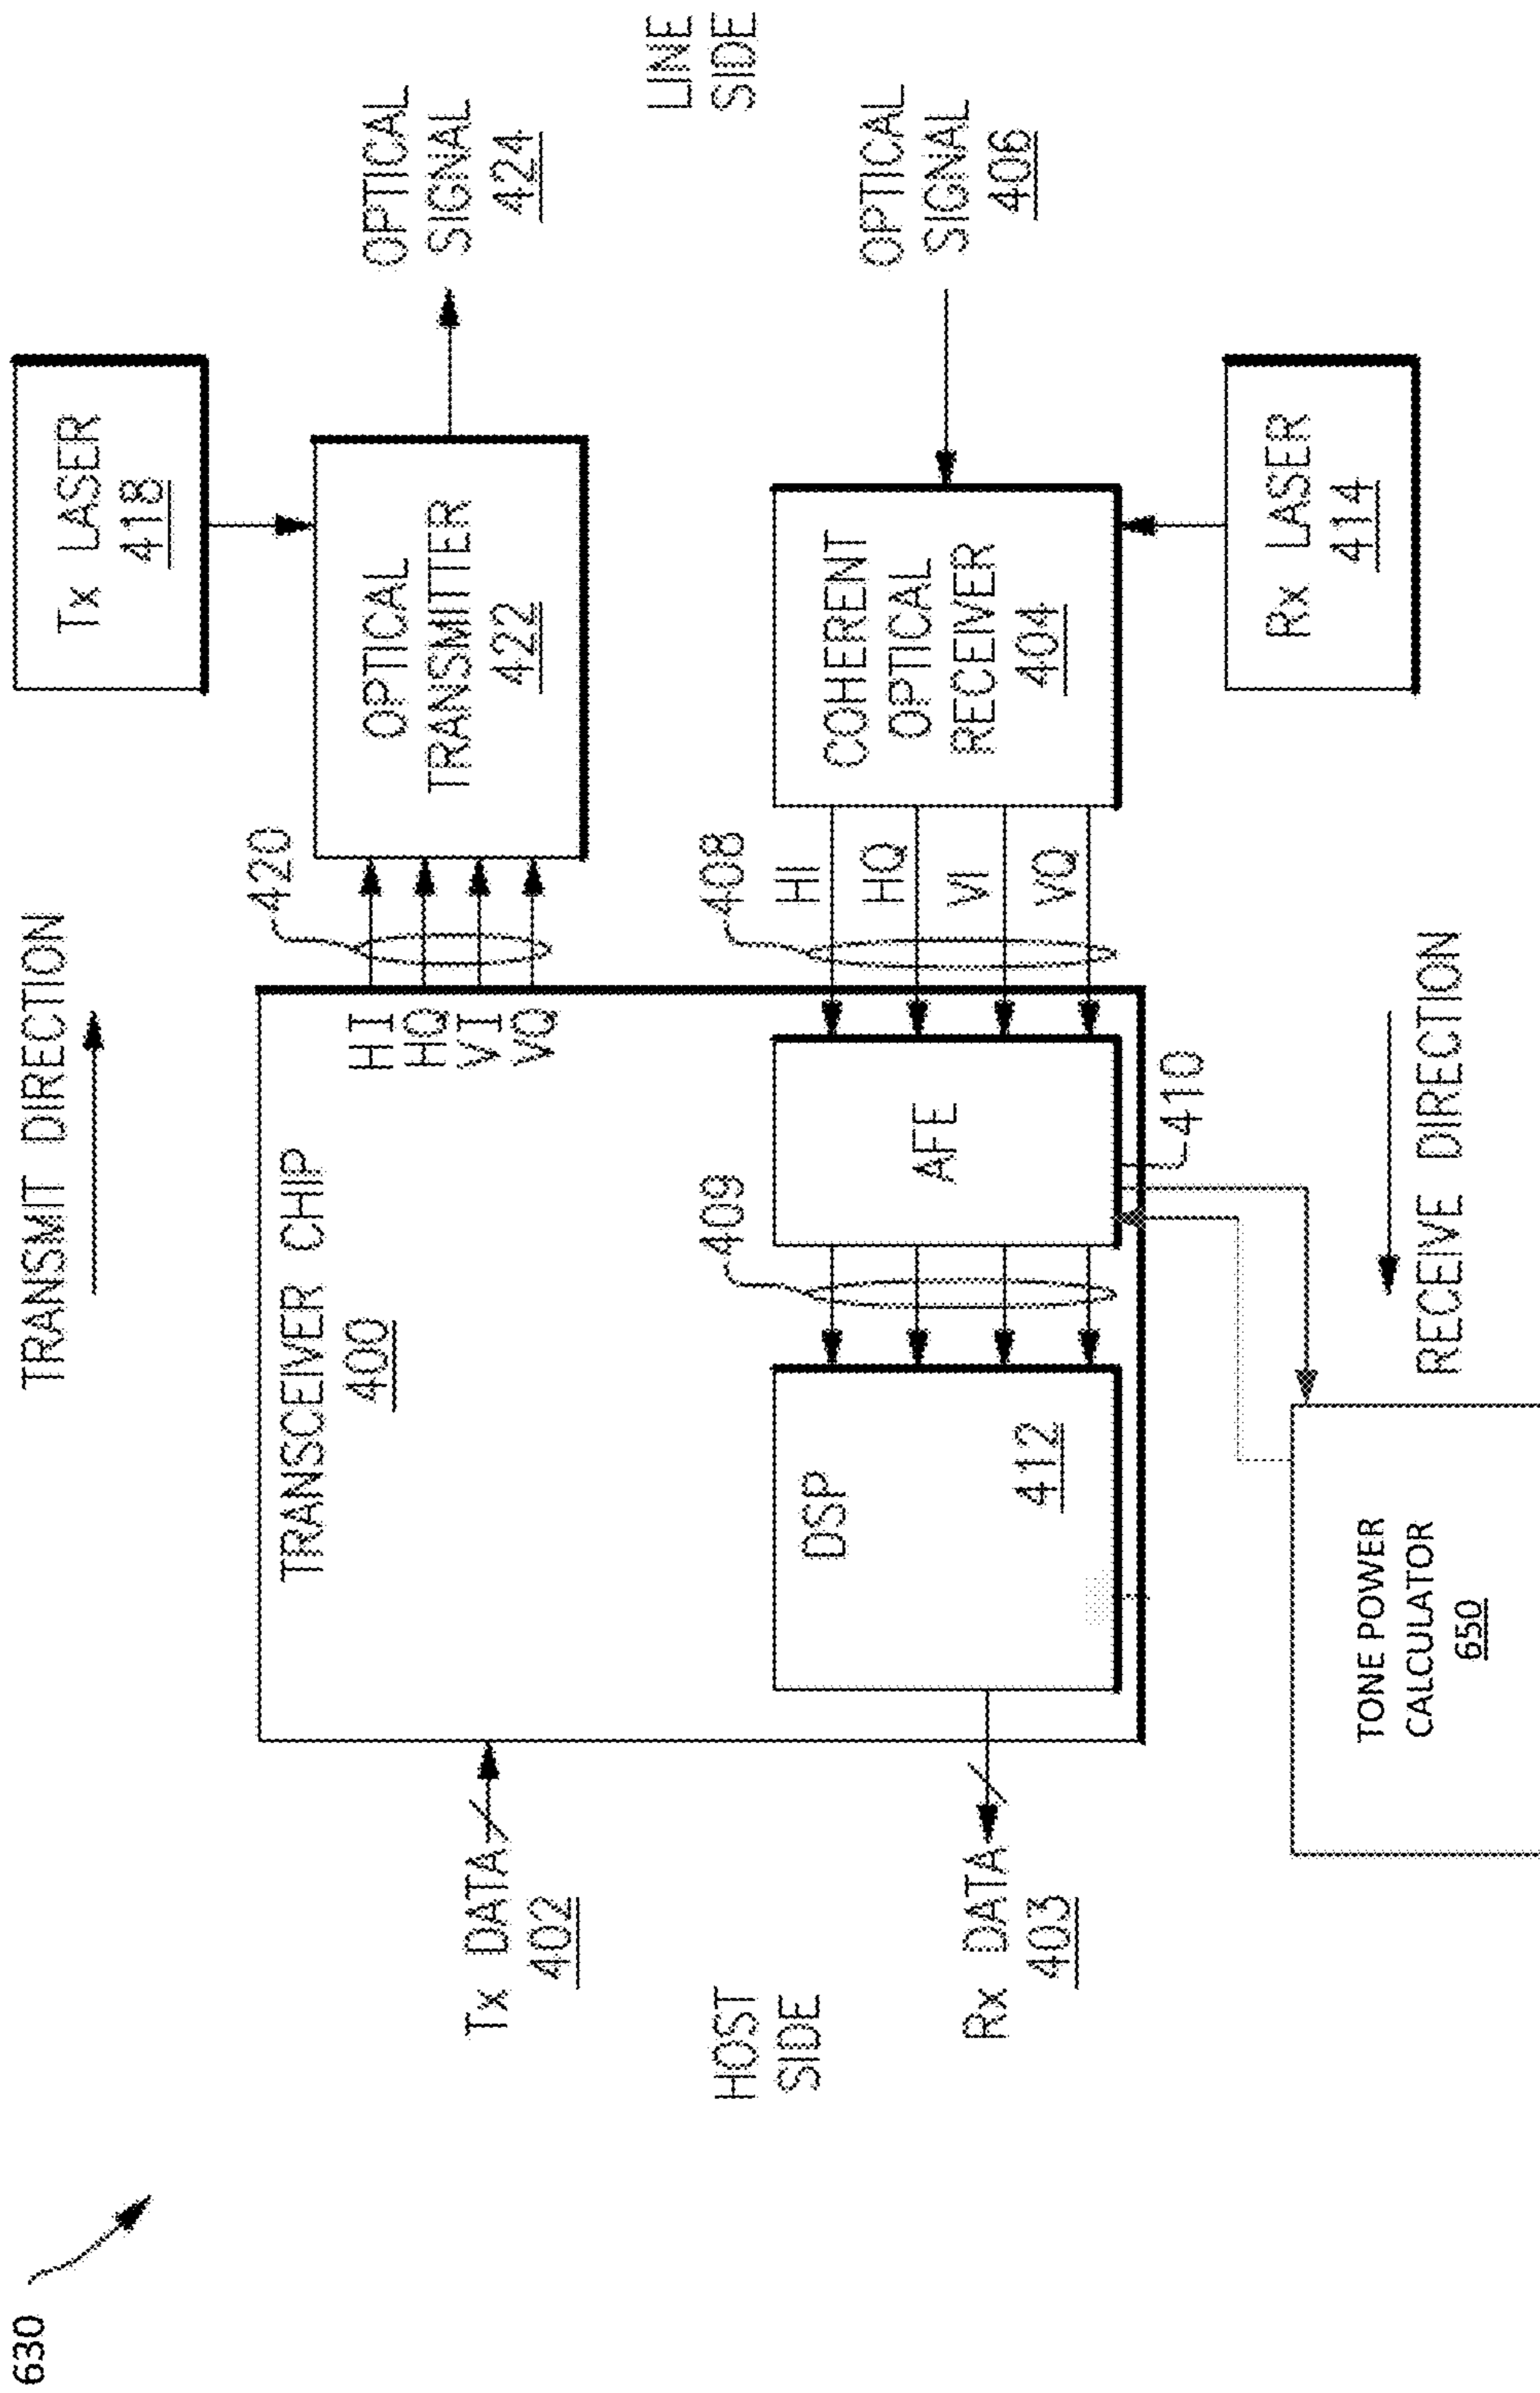 630
TRANSMIT DIRECTION
Tx LASER
418
TRANSCEIVER CHIP
400
HI
HQ
VI
VQ
420
OPTICAL
TRANSMITTER
422
OPTICAL
SIGNAL
424
Tx DATA
402
HOST
SIDE
LINE
SIDE
Rx DATA
403
DSP
412
409
AFE
410
408
HI
HQ
VI
VQ
COHERENT
OPTICAL
RECEIVER
404
OPTICAL
SIGNAL
406
Rx LASER
414
RECEIVE DIRECTION
TONE POWER
CALCULATOR
650